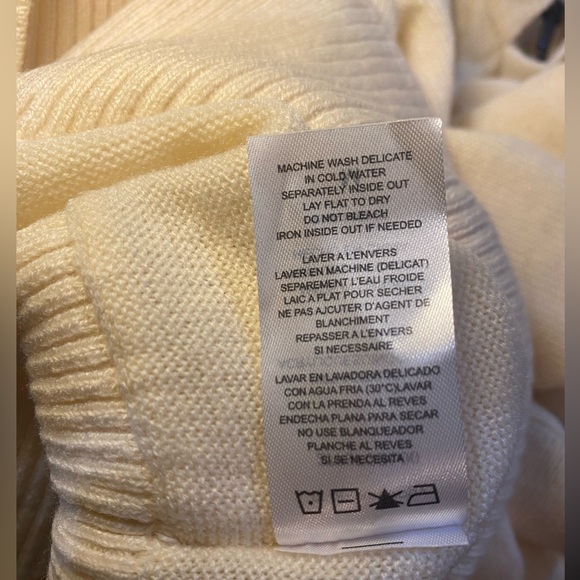 MACHINE WASH DELICATE
IN COLD WATER
SEPARATELY INSIDE OUT
LAY FLAT TO DRY
DO NOT BLEACH
IRON INSIDE OUT IF NEEDED
LAVER A L'ENVERS
LAVER EN MACHINE (DELICAT)
SEPAREMENT L'EAU FROIDE
LAIC A PLAT POUR SECHER
NE PAS AJUTER D'AGENT DE
BLANCHIMENT
REPASSER A L'ENVERS
SI NECESSAIRE
LAVAR EN LAVADORA DELICADO
CON AGUA FRIA (30°C)LAVAR
CON LA PRENDA AL REVES
ENDECHA PLANA PARA SECAR
NO USE BLANQUEADOR
PLANCHE AL REVES
SI SE NECESITA